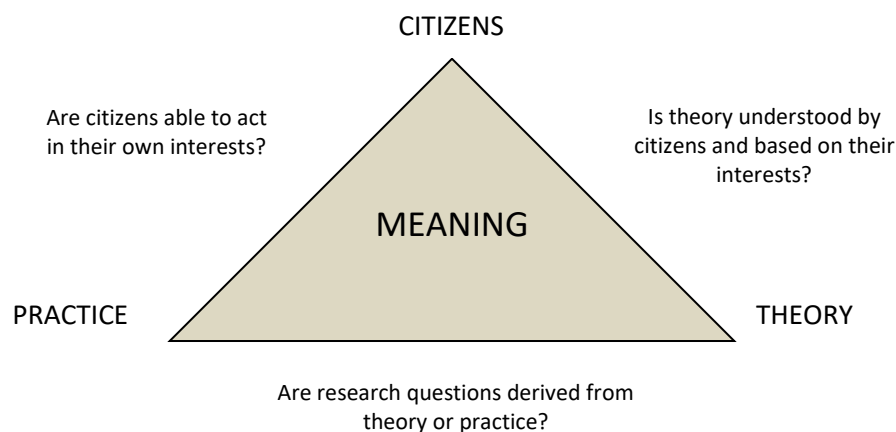 CITIZENS
Are citizens able to act
in their own interests?
Is theory understood by
citizens and based on their
interests?
MEANING
PRACTICE
THEORY
Are research questions derived from
theory or practice?